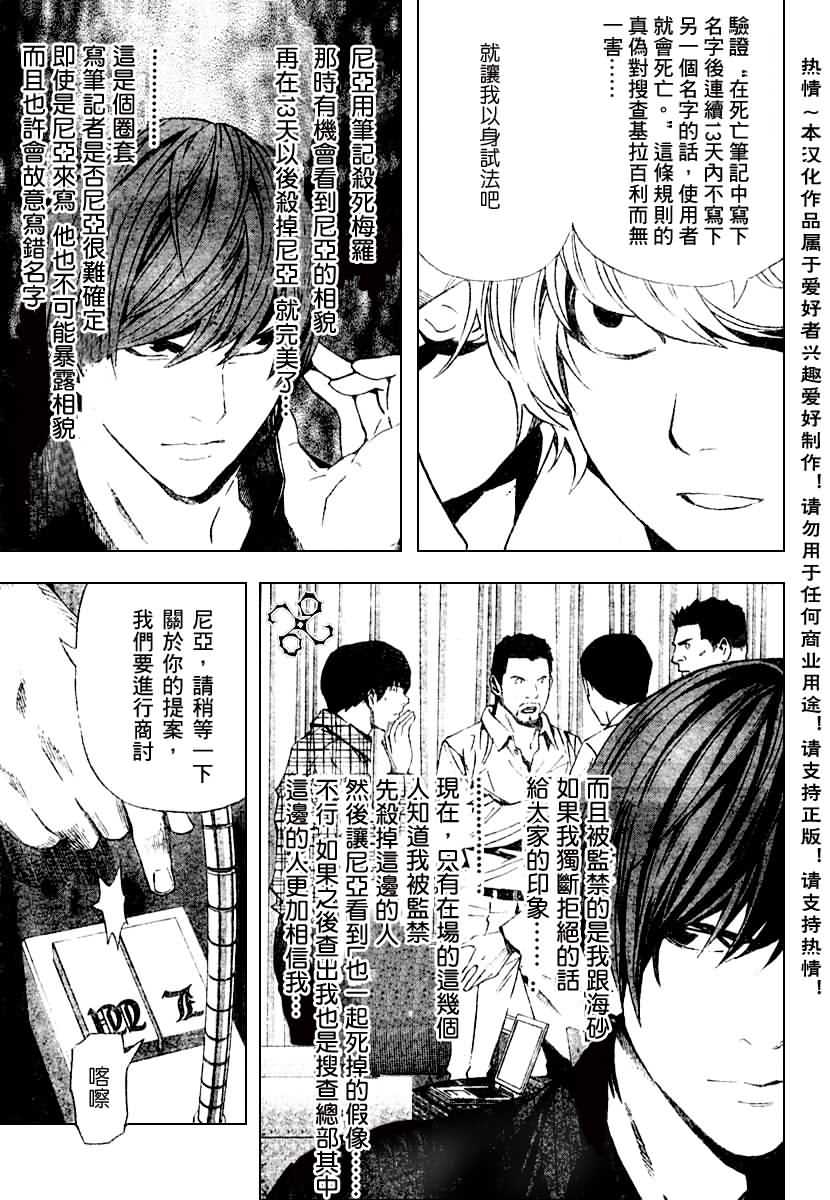 驗證“在死亡筆記中寫下
名字後連續13天內不寫下
另一個名字的話，使用者
就會死亡。”這條規則的
真偽對搜查基拉百利而無
一害……
就讓我以身試法吧
尼亞用筆記殺死梅羅
那時有機會看到尼亞的相貌
再在13天以後殺掉尼亞 就完美了…
…………
這是個圈套
寫筆記者是否尼亞很難確定
即使是尼亞來寫 他也不可能暴露相貌
而且也許會故意寫錯名字
而且被監禁的是我跟海砂
如果我獨斷拒絕的話
給大家的印象………
…………
現在，只有在場的這幾個
人知道我被監禁
先殺掉這邊的人
然後讓尼亞看到 也一起死掉的假像……
不行 如果之後查出我也是搜查總部其中
這邊的人更加相信我…
尼亞，請稍等一下
關於你的提案，
我們要進行商討
喀嚓
M L
热情～本汉化作品属于爱好者兴趣爱好制作！请勿用于任何商业用途！请支持正版！请支持热情！